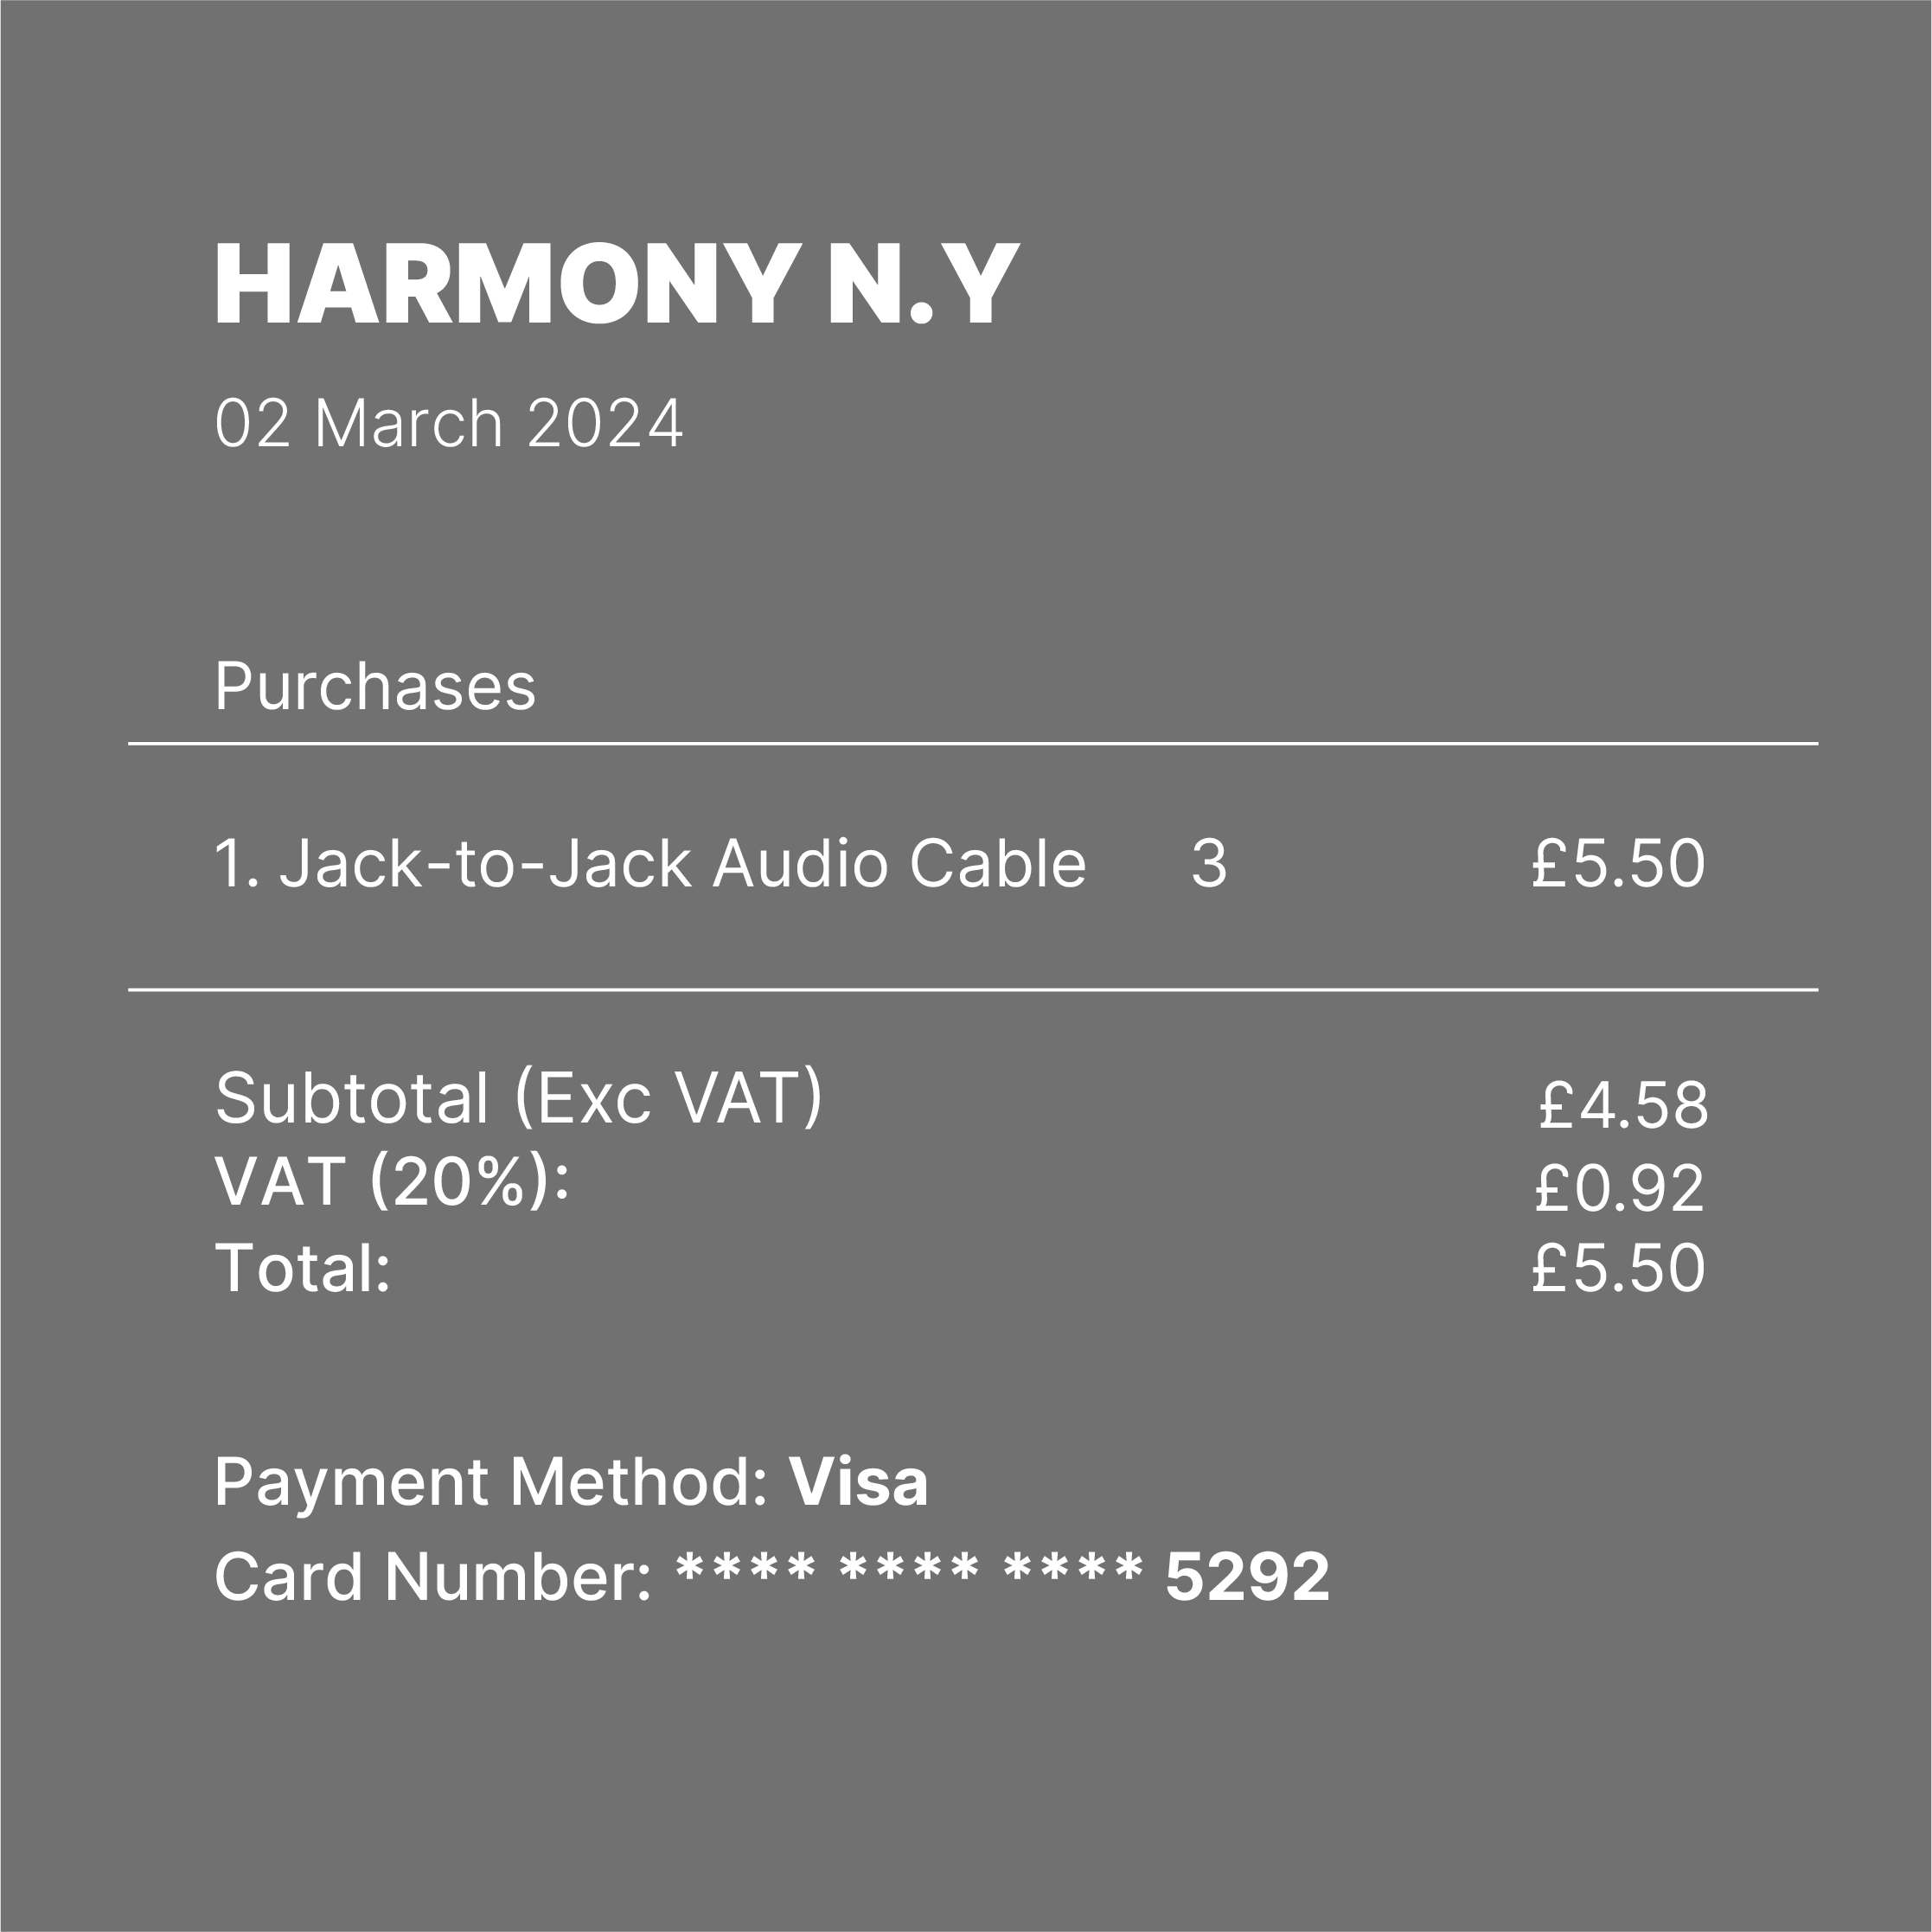 HARMONY N.Y
02 March 2024
Purchases
1. Jack-to-Jack Audio Cable 3 £5.50
Subtotal (Exc VAT) £4.58
VAT (20%): £0.92
Total: £5.50
Payment Method: Visa
Card Number: **** **** **** 5292